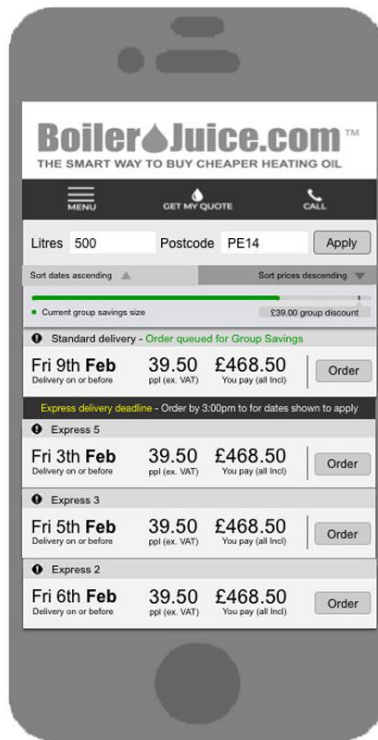 BoilerJuice.com™
THE SMART WAY TO BUY CHEAPER HEATING OIL
MENU GET MY QUOTE CALL
Litres 500 Postcode PE14 Apply
Sort dates ascending Sort prices descending
Current group savings size £39.00 group discount
Standard delivery - Order queued for Group Savings
Fri 9th Feb 39.50 £468.50 Order
Delivery on or before ppl (ex. VAT) You pay (all Incl)
Express delivery deadline - Order by 3:00pm to for dates shown to apply
Express 5
Fri 3th Feb 39.50 £468.50 Order
Delivery on or before ppl (ex. VAT) You pay (all Incl)
Express 3
Fri 5th Feb 39.50 £468.50 Order
Delivery on or before ppl (ex. VAT) You pay (all Incl)
Express 2
Fri 6th Feb 39.50 £468.50 Order
Delivery on or before ppl (ex. VAT) You pay (all Incl)